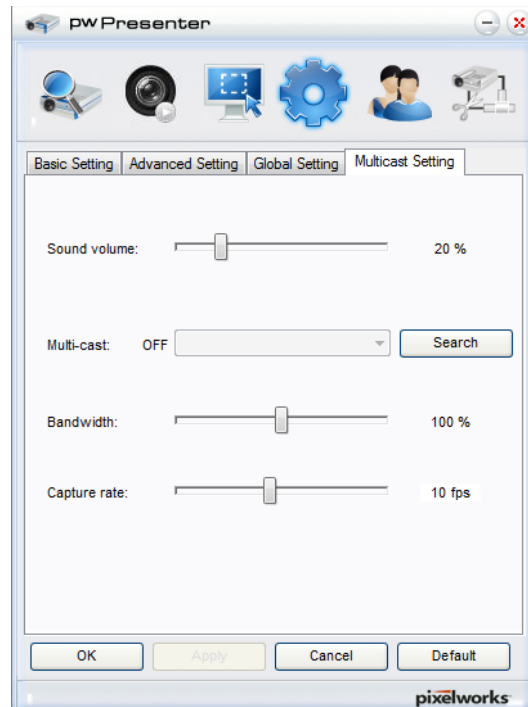 pwPresenter
Basic Setting Advanced Setting Global Setting Multicast Setting
Sound volume: 20 %
Multi-cast: OFF Search
Bandwidth: 100 %
Capture rate: 10 fps
OK Apply Cancel Default
pixelworks